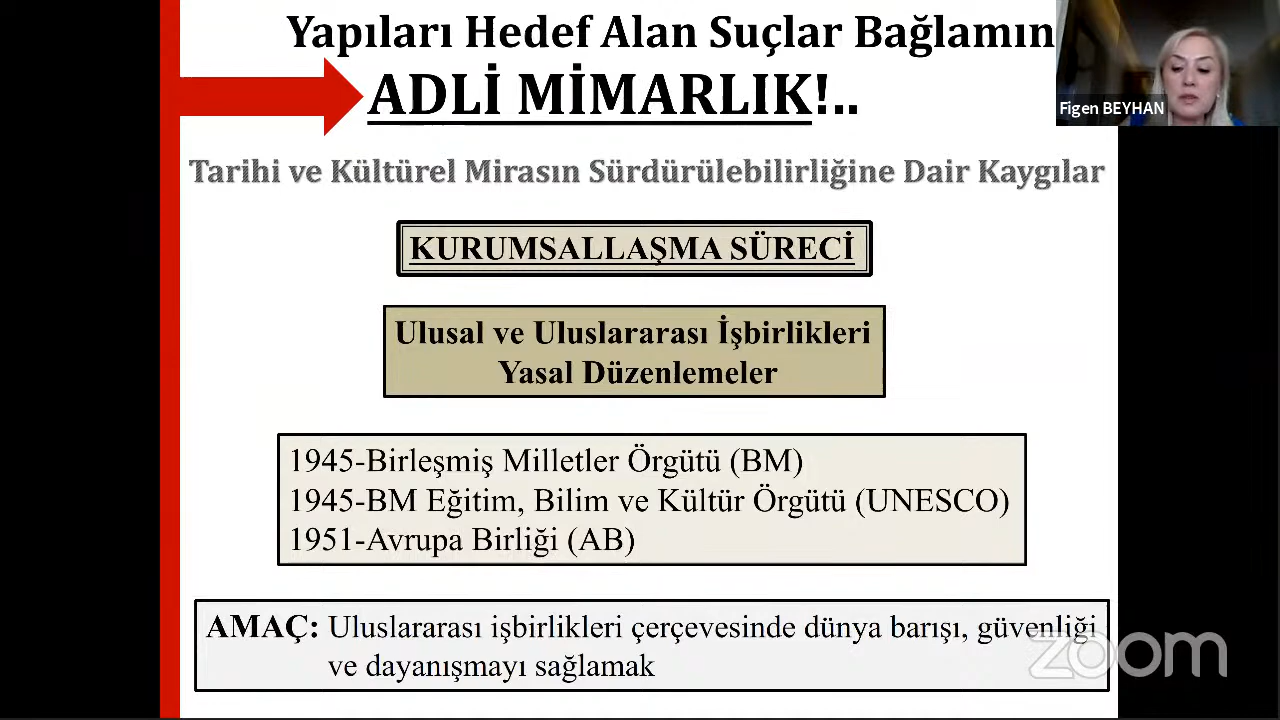 Yapıları Hedef Alan Suçlar Bağlamın
ADLİ MİMARLIK!..
Figen BEYHAN
Tarihi ve Kültürel Mirasın Sürdürülebilirliğine Dair Kaygılar
KURUMSALLAŞMA SÜRECİ
Ulusal ve Uluslararası İşbirlikleri
Yasal Düzenlemeler
1945-Birleşmiş Milletler Örgütü (BM)
1945-BM Eğitim, Bilim ve Kültür Örgütü (UNESCO)
1951-Avrupa Birliği (AB)
AMAÇ: Uluslararası işbirlikleri çerçevesinde dünya barışı, güvenliği
ve dayanışmayı sağlamak
zoom